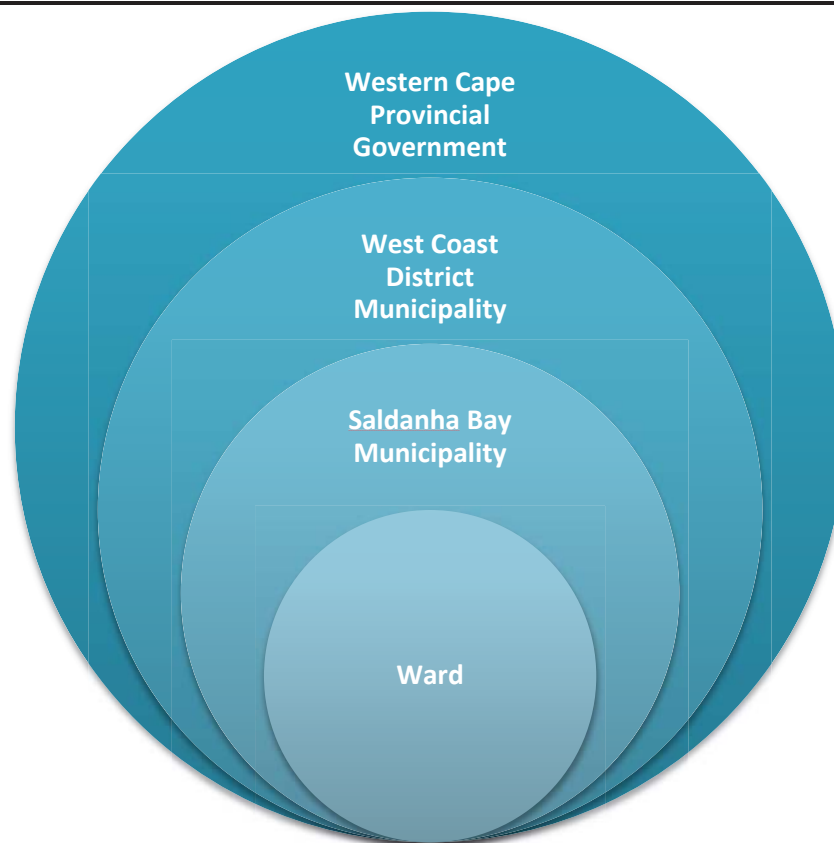 Western Cape
Provincial
Government
West Coast
District
Municipality
Saldanha Bay
Municipality
Ward